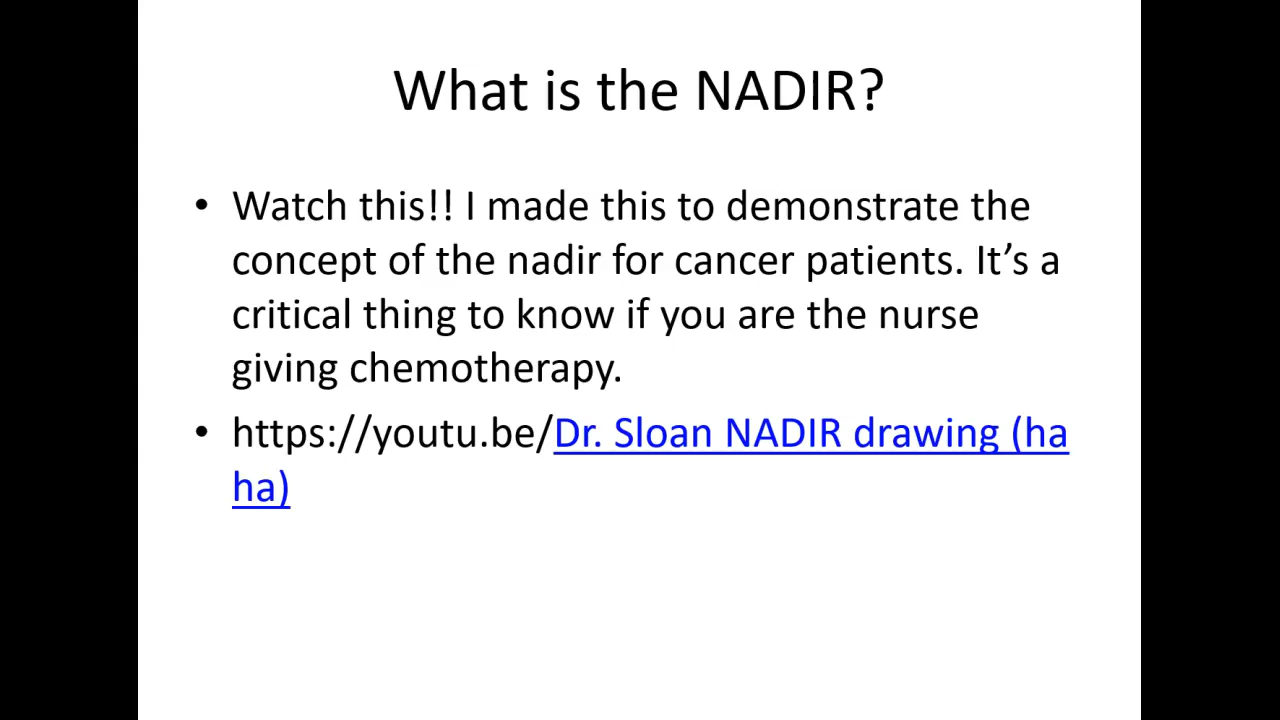 What is the NADIR?
• Watch this!! I made this to demonstrate the
concept of the nadir for cancer patients. It’s a
critical thing to know if you are the nurse
giving chemotherapy.
• https://youtu.be/Dr. Sloan NADIR drawing (ha
ha)